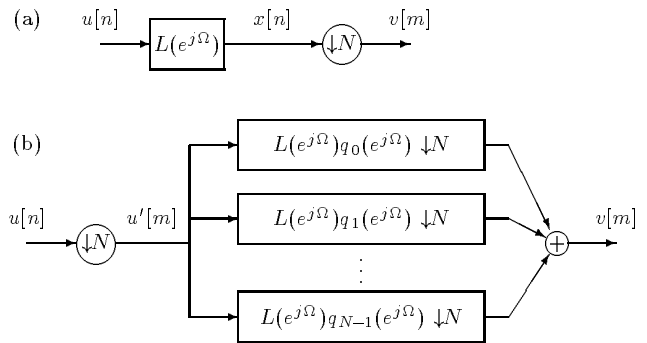 (a) u[n] x[n] v[m]
L(e^{jΩ}) ↓N
(b) L(e^{jΩ})q_0(e^{jΩ}) ↓N
u[n] u′[m] L(e^{jΩ})q_1(e^{jΩ}) ↓N v[m]
↓N +
⋮
L(e^{jΩ})q_{N−1}(e^{jΩ}) ↓N